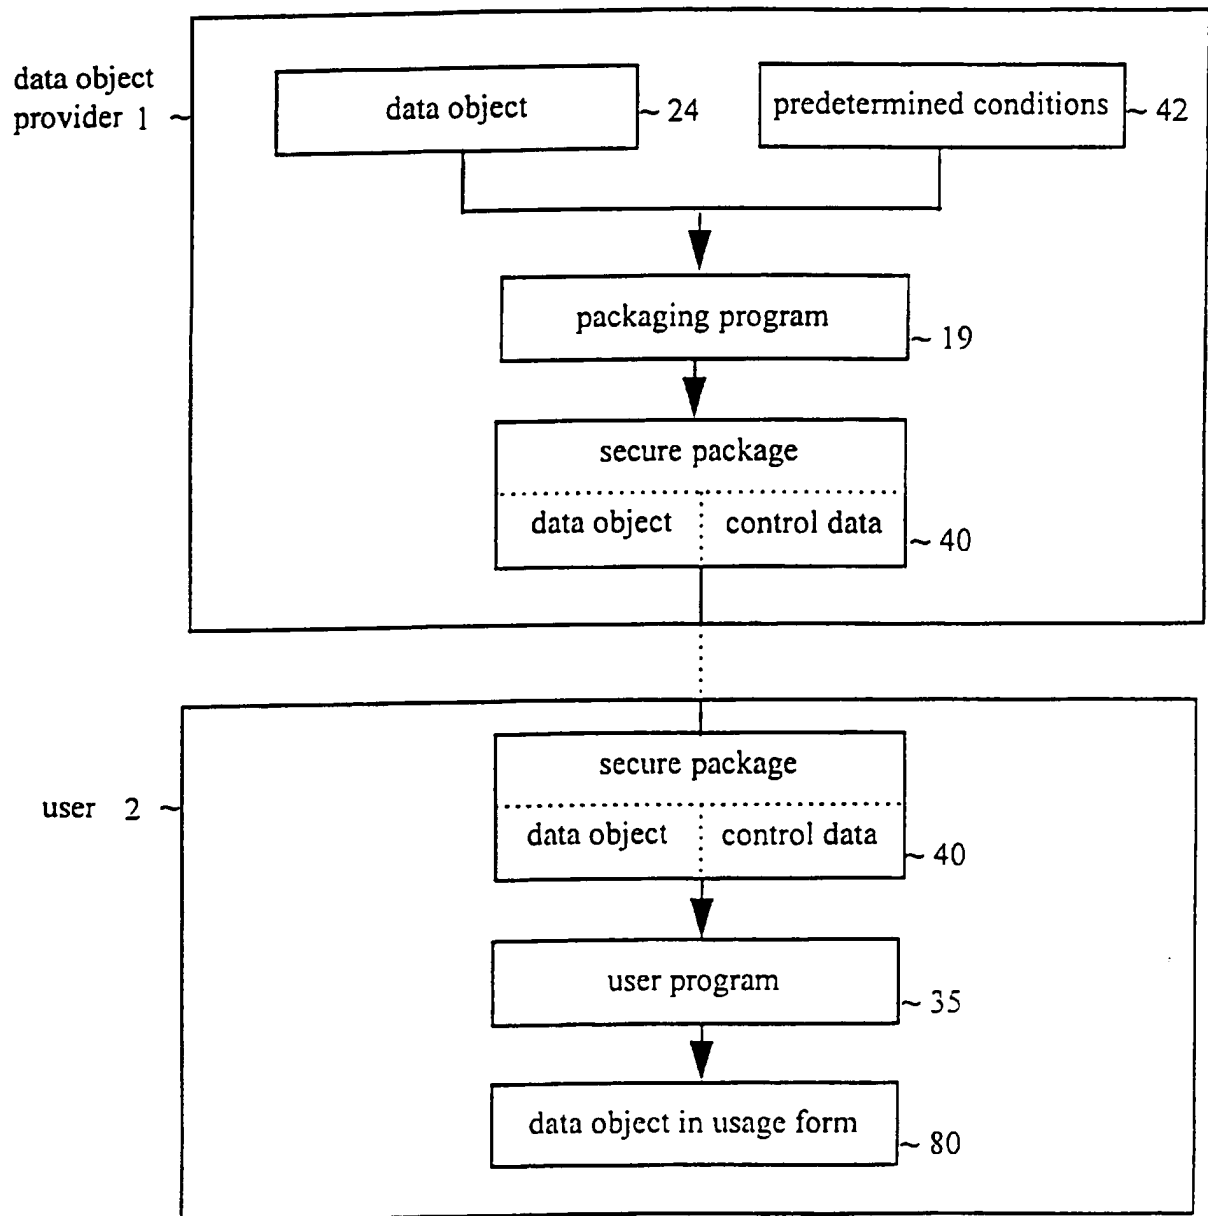 data object
provider 1 ~
data object
~ 24
predetermined conditions
~ 42
packaging program
~ 19
secure package
data object
control data
~ 40
user 2 ~
secure package
data object
control data
~ 40
user program
~ 35
data object in usage form
~ 80